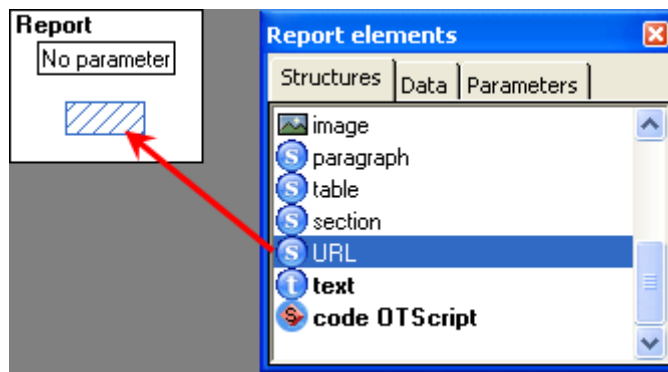 Report
No parameter
Report elements
Structures Data Parameters
image
paragraph
table
section
URL
text
code OTScript